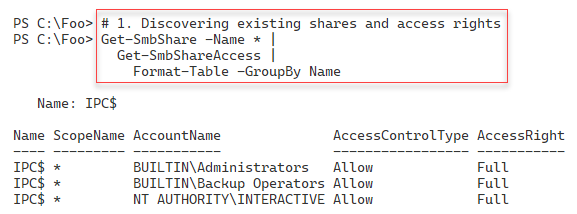 PS C:\Foo> # 1. Discovering existing shares and access rights
PS C:\Foo> Get-SmbShare -Name * |
Get-SmbShareAccess |
Format-Table -GroupBy Name
Name: IPC$
Name ScopeName AccountName AccessControlType AccessRight
---- --------- ----------- ----------------- -----------
IPC$ * BUILTIN\Administrators Allow Full
IPC$ * BUILTIN\Backup Operators Allow Full
IPC$ * NT AUTHORITY\INTERACTIVE Allow Full